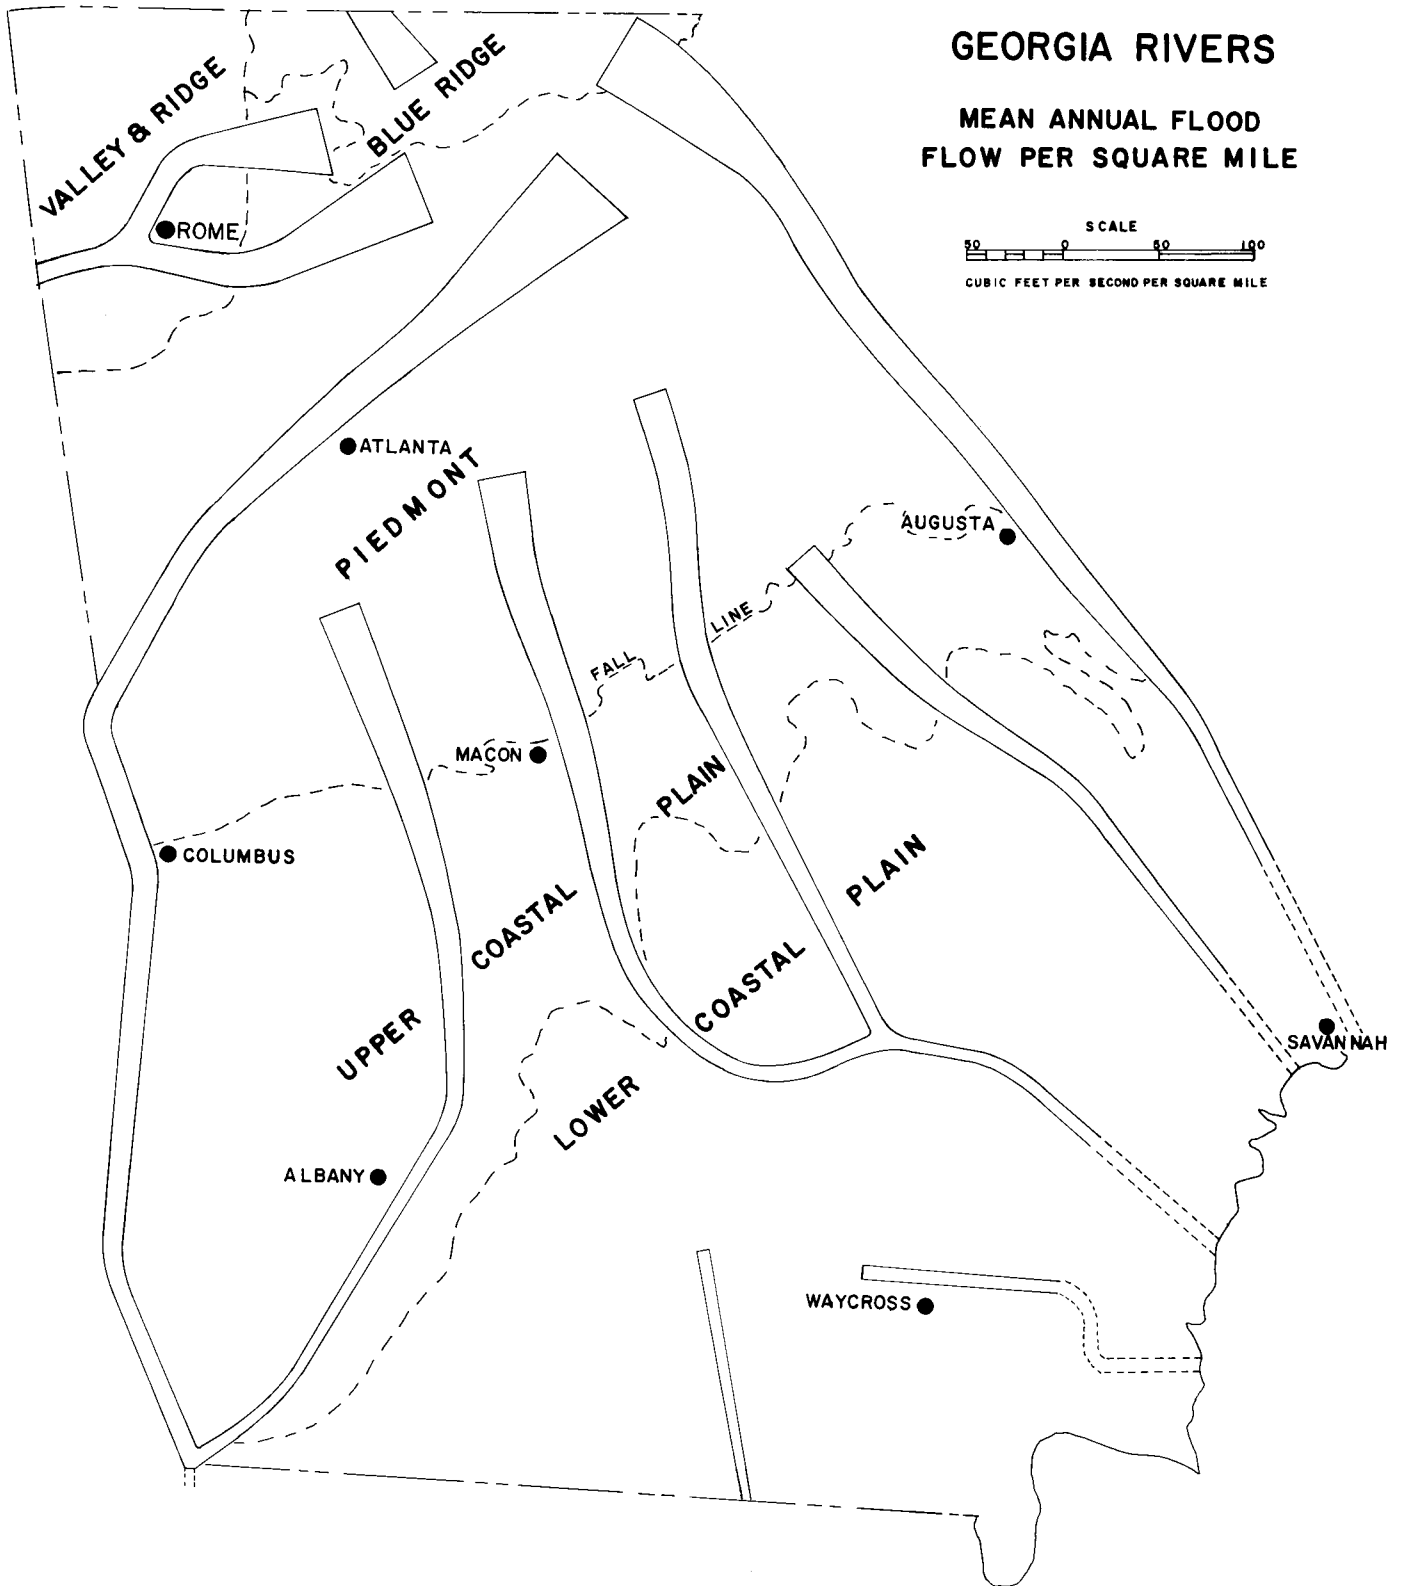 GEORGIA RIVERS
MEAN ANNUAL FLOOD
FLOW PER SQUARE MILE
SCALE
50 0 50 100
CUBIC FEET PER SECOND PER SQUARE MILE
VALLEY & RIDGE
BLUE RIDGE
ROME
ATLANTA
PIEDMONT
AUGUSTA
FALL LINE
MACON
COLUMBUS
UPPER COASTAL PLAIN
LOWER COASTAL PLAIN
SAVANNAH
ALBANY
WAYCROSS